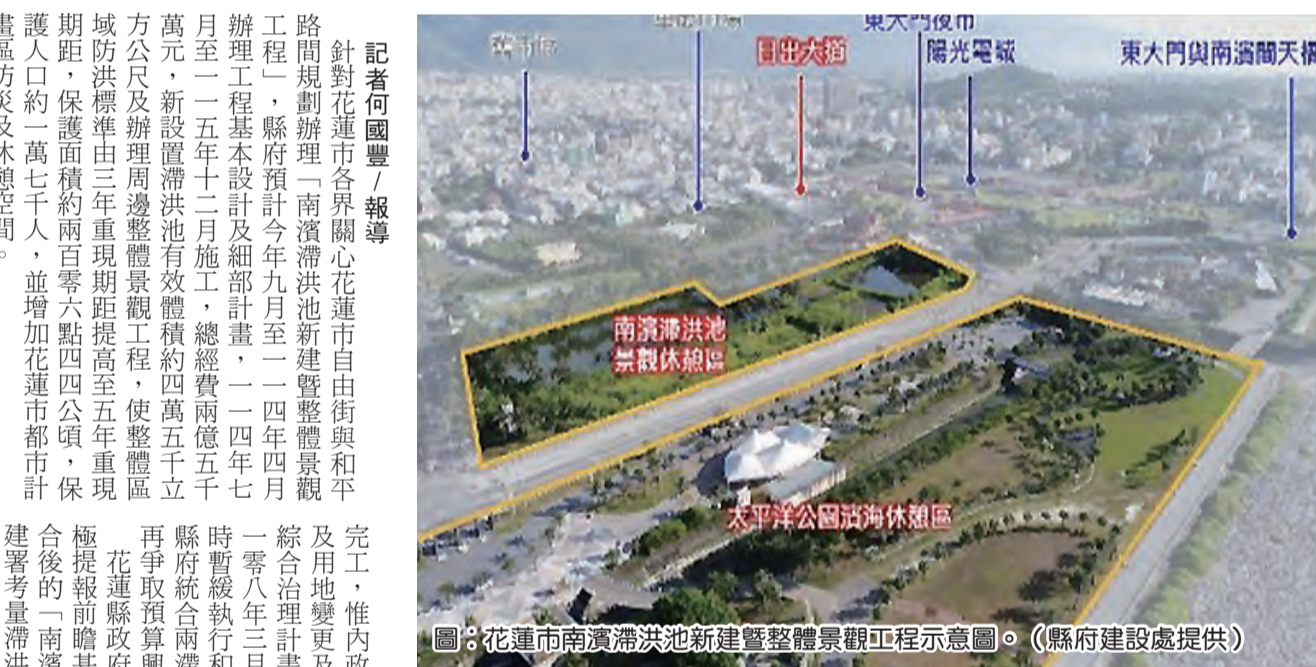 記者何國豐/報導
針對花蓮市各界關心花蓮市自由街與和平
路間規劃辦理「南濱滯洪池新建暨整體景觀
工程」，縣府預計今年九月至一一四年四月
辦理工程基本設計及細部計畫，一一四年七
月至一一五年十二月施工，總經費兩億五千
萬元，新設置滯洪池有效體積約四萬五千立
方公尺及辦理周邊整體景觀工程，使整體區
域防洪標準由三年重現期距提高至五年重現
期距，保護面積約兩百零六點四四公頃，保
護人口約一萬七千人，並增加花蓮市都市計
畫區防災及休憩空間。
完工，惟內政
及用地變更及
綜合治理計畫
一零八年三月
時暫緩執行和
縣府統合兩滯
再爭取預算興
花蓮縣政府
極提報前瞻基
合後的「南濱
建署考量滯洪
舊市區
日出大道
東大門夜市
陽光電城
東大門與南濱間天橋
南濱滯洪池
景觀休憩區
太平洋公園濱海休憩區
圖：花蓮市南濱滯洪池新建暨整體景觀工程示意圖。（縣府建設處提供）